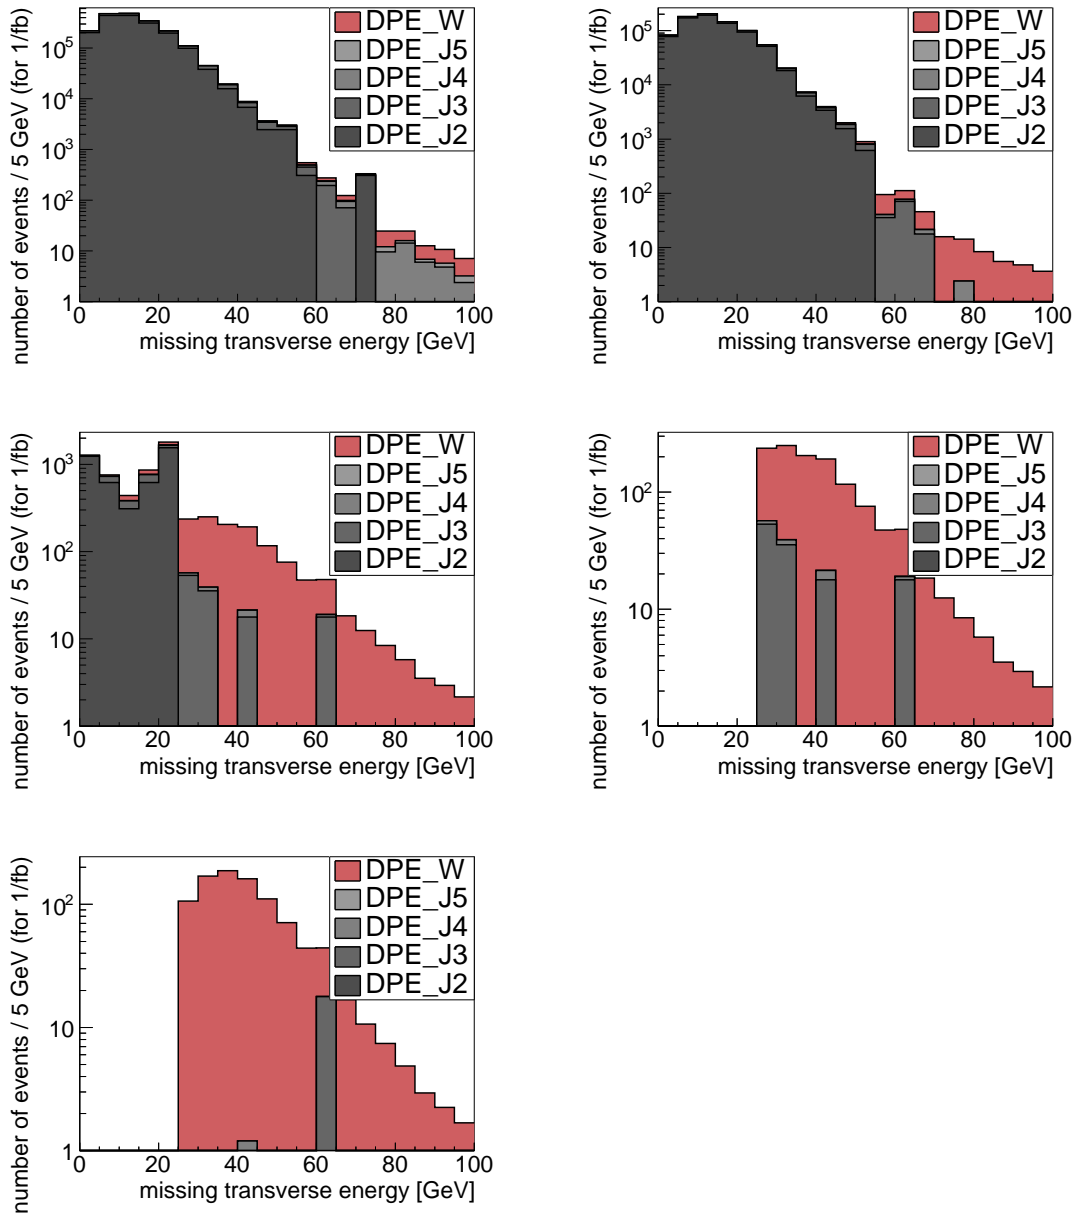 number of events / 5 GeV (for 1/fb)
10^5
10^4
10^3
10^2
10
1
0 20 40 60 80 100
missing transverse energy [GeV]
DPE_W
DPE_J5
DPE_J4
DPE_J3
DPE_J2
number of events / 5 GeV (for 1/fb)
10^5
10^4
10^3
10^2
10
1
0 20 40 60 80 100
missing transverse energy [GeV]
DPE_W
DPE_J5
DPE_J4
DPE_J3
DPE_J2
number of events / 5 GeV (for 1/fb)
10^3
10^2
10
1
0 20 40 60 80 100
missing transverse energy [GeV]
DPE_W
DPE_J5
DPE_J4
DPE_J3
DPE_J2
number of events / 5 GeV (for 1/fb)
10^2
10
1
0 20 40 60 80 100
missing transverse energy [GeV]
DPE_W
DPE_J5
DPE_J4
DPE_J3
DPE_J2
number of events / 5 GeV (for 1/fb)
10^2
10
1
0 20 40 60 80 100
missing transverse energy [GeV]
DPE_W
DPE_J5
DPE_J4
DPE_J3
DPE_J2